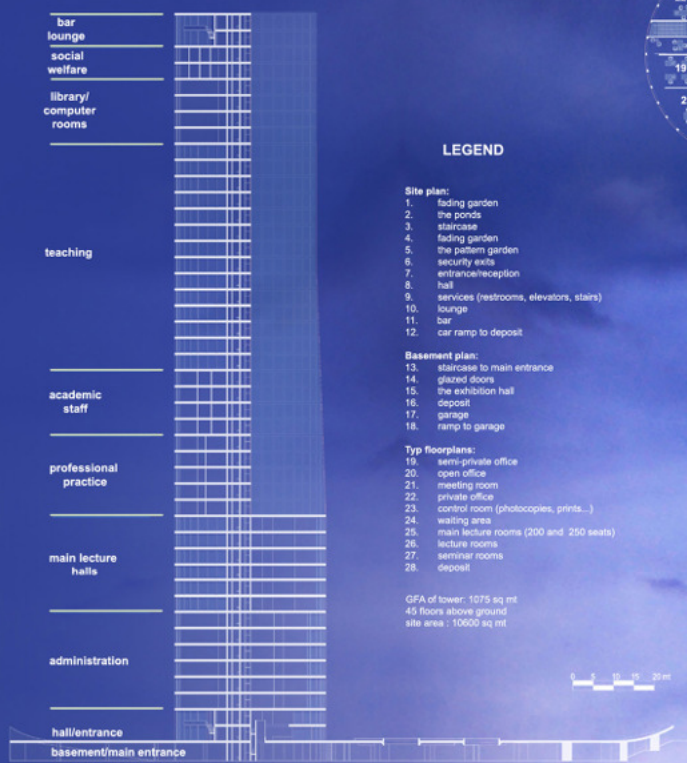 bar
lounge
social
welfare
library/
computer
rooms
teaching
academic
staff
professional
practice
main lecture
halls
administration
hall/entrance
basement/main entrance
19
2
LEGEND
Site plan:
1. fading garden
2. the ponds
3. staircase
4. fading garden
5. the pattern garden
6. security exits
7. entrance/reception
8. hall
9. services (restrooms, elevators, stairs)
10. lounge
11. bar
12. car ramp to deposit
Basement plan:
13. staircase to main entrance
14. glazed doors
15. the exhibition hall
16. deposit
17. garage
18. ramp to garage
Typ floorplans:
19. semi-private office
20. open office
21. meeting room
22. private office
23. control room (photocopies, prints...)
24. waiting area
25. main lecture rooms (200 and 250 seats)
26. lecture rooms
27. seminar rooms
28. deposit
GFA of tower: 1075 sq mt
45 floors above ground
site area : 10600 sq mt
0 5 10 15 20 mt